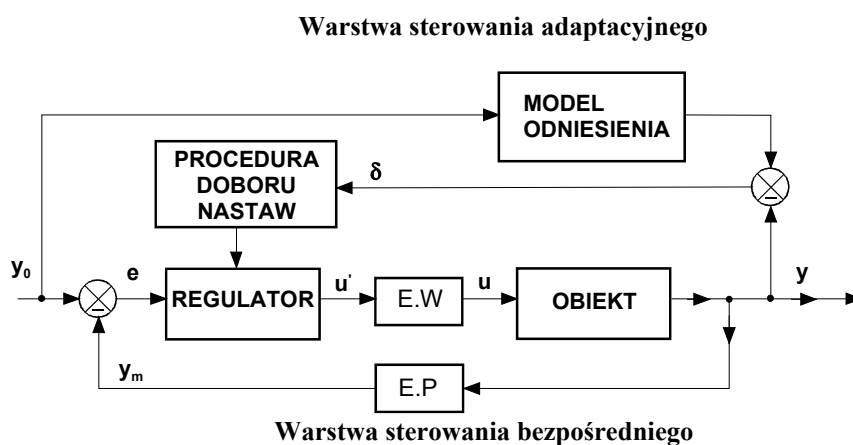 Warstwa sterowania adaptacyjnego
MODEL
ODNIESIENIA
PROCEDURA
DOBORU
NASTAW
δ
y₀
e
REGULATOR
u'
E.W
u
OBIEKT
y
yₘ
E.P
Warstwa sterowania bezpośredniego